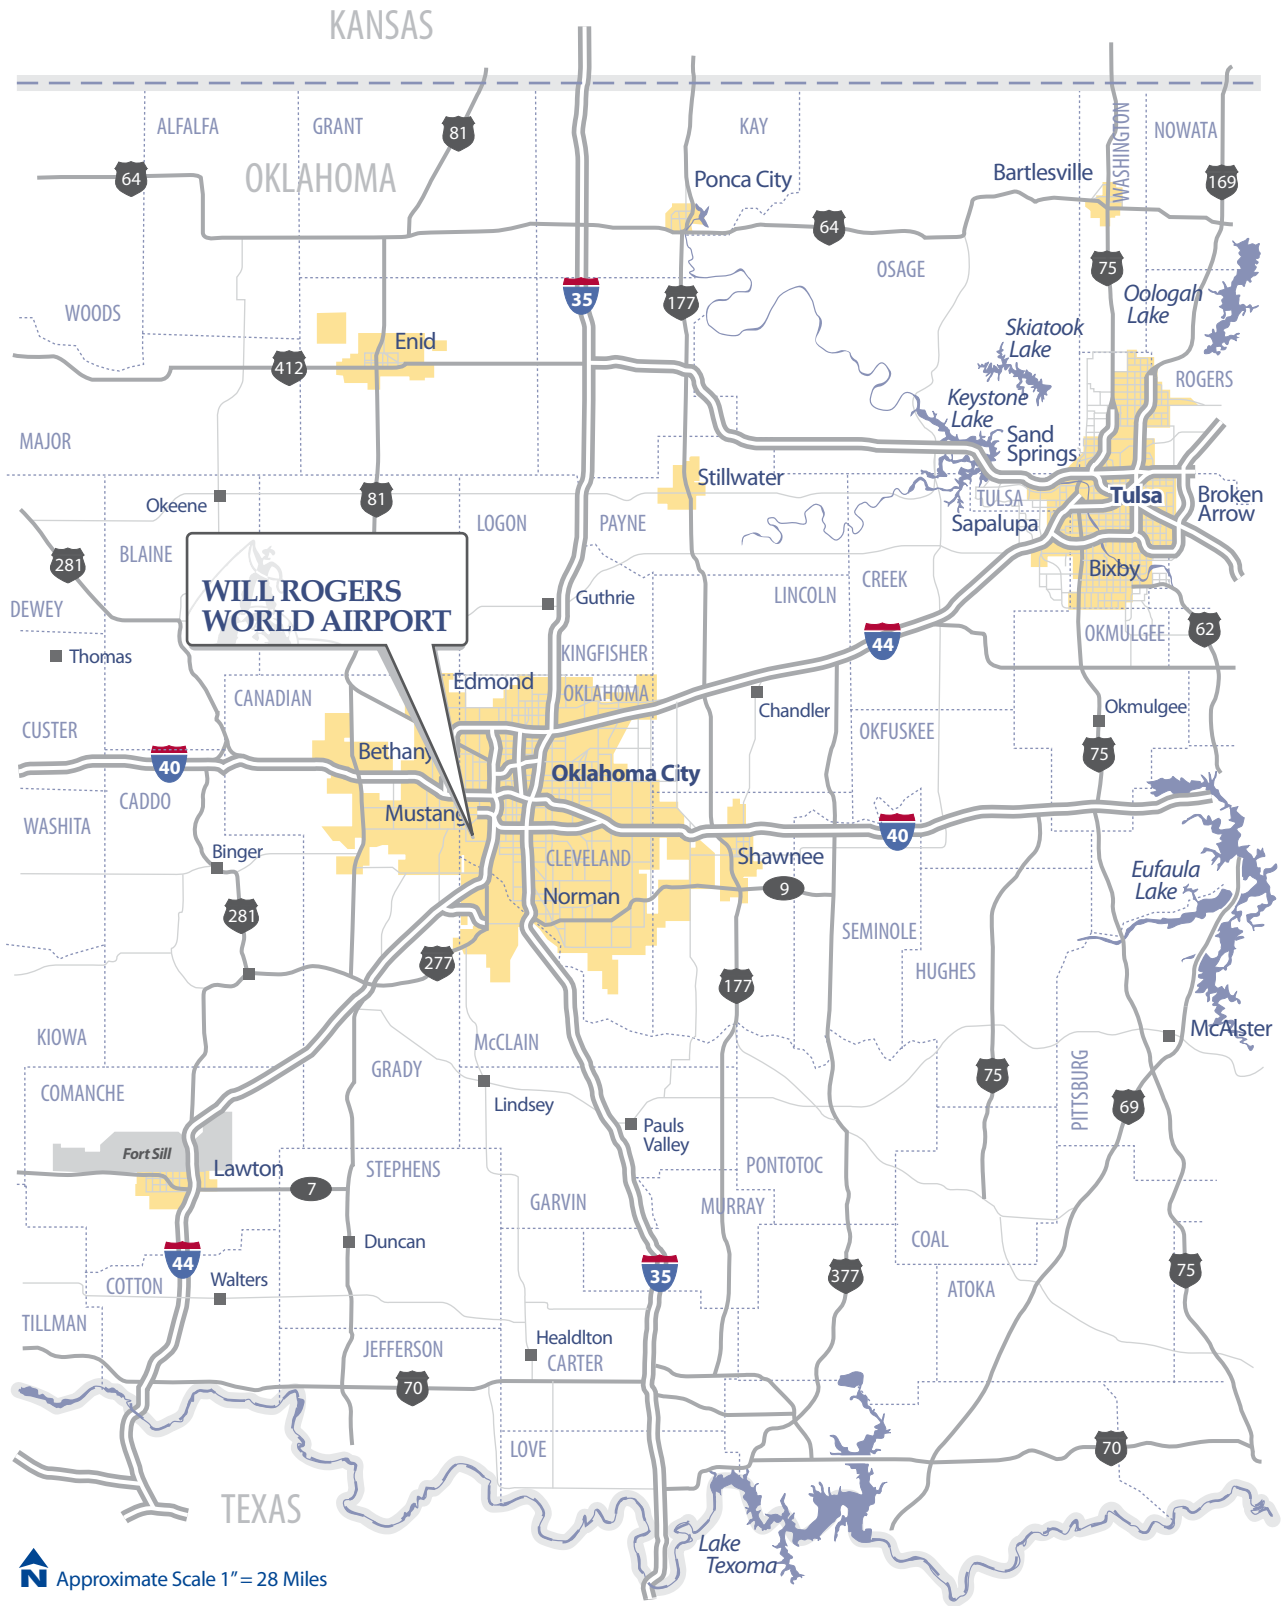 KANSAS
ALFALFA
GRANT
81
KAY
WASHINGTON
NOWATA
64
OKLAHOMA
Ponca City
Bartlesville
169
64
OSAGE
75
WOODS
35
177
Oologah
Lake
Skiatook
Lake
Enid
412
ROGERS
Keystone
Lake
MAJOR
Sand
Springs
Stillwater
Okeene
81
TULSA
Tulsa
Broken
Arrow
LOGON
PAYNE
Sapalupa
BLAINE
281
Bixby
WILL ROGERS
WORLD AIRPORT
CREEK
DEWEY
Guthrie
LINCOLN
62
OKMULGEE
44
Thomas
KINGFISHER
Edmond
OKLAHOMA
CANADIAN
Chandler
Okmulgee
CUSTER
OKFUSKEE
Bethany
75
40
Oklahoma City
CADDO
Mustang
WASHITA
40
Binger
CLEVELAND
Shawnee
Eufaula
Lake
9
Norman
281
SEMINOLE
277
HUGHES
177
KIOWA
McCLAIN
McAlster
GRADY
75
PITTSBURG
COMANCHE
Lindsey
69
Pauls
Valley
Fort Sill
Lawton
STEPHENS
PONTOTOC
7
GARVIN
MURRAY
Duncan
COAL
44
35
377
75
COTTON
Walters
ATOKA
TILLMAN
Healdlton
JEFFERSON
CARTER
70
LOVE
70
TEXAS
Lake
Texoma
N
Approximate Scale 1” = 28 Miles